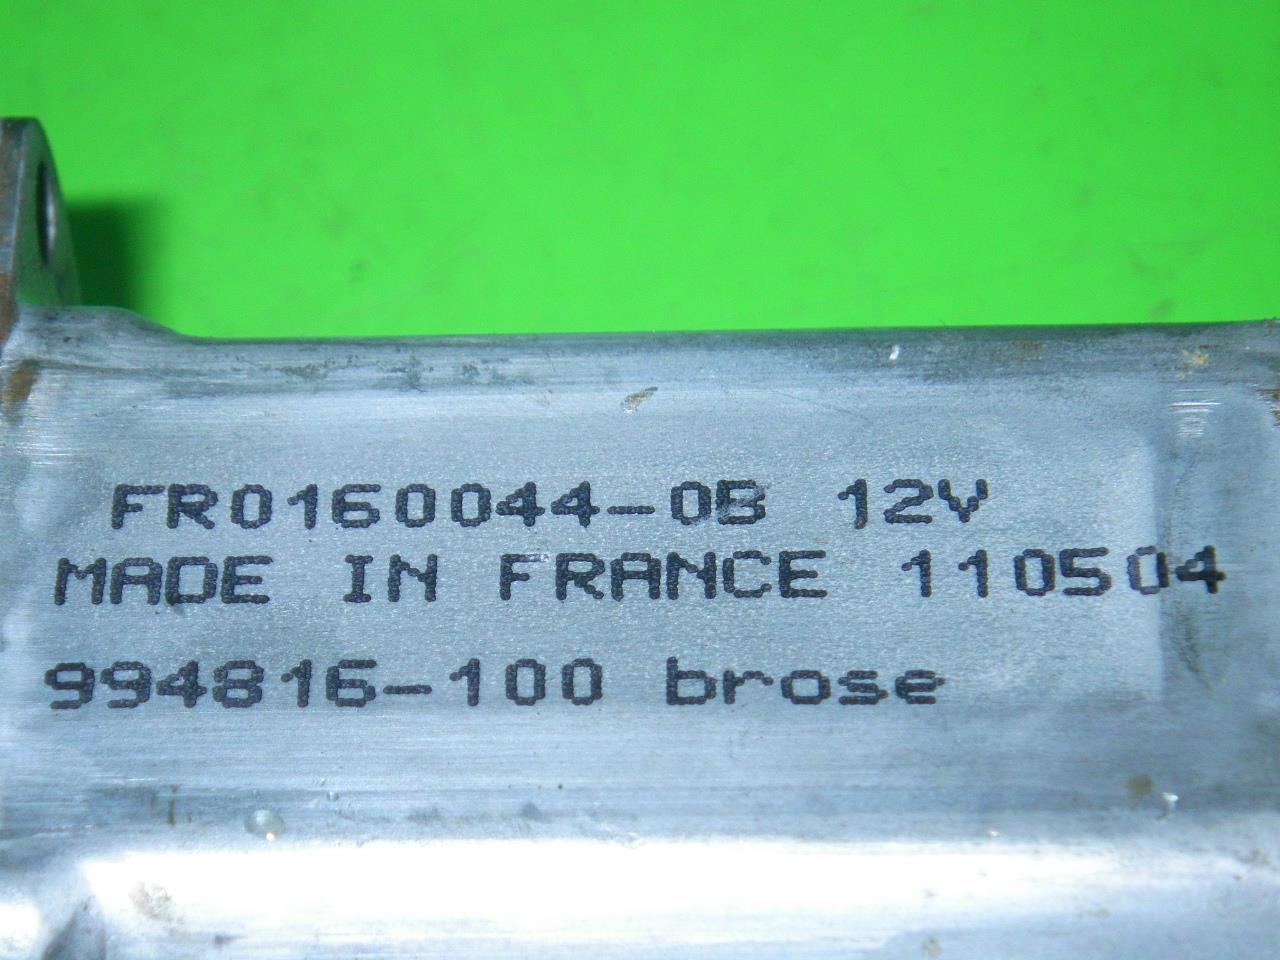 FR0160044-0B 12V
MADE IN FRANCE 110504
994816-100 brose